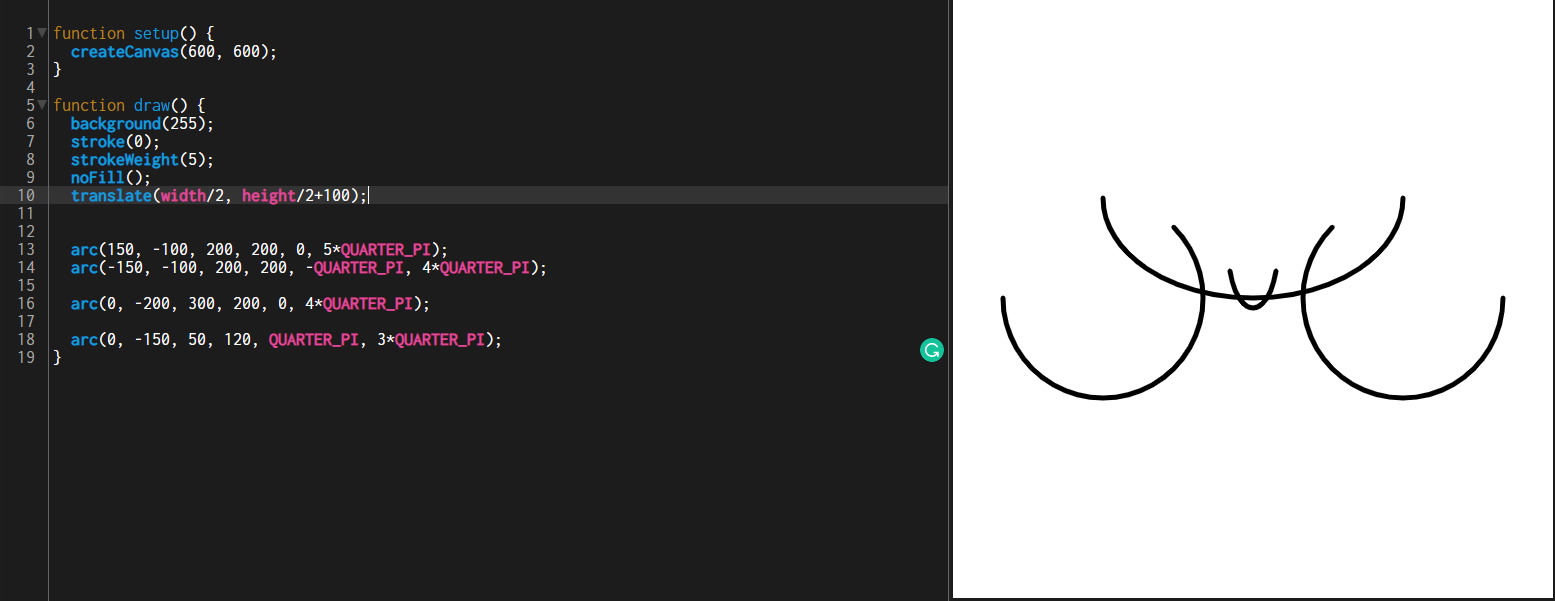 1 function setup() {
2 createCanvas(600, 600);
3 }
4
5 function draw() {
6 background(255);
7 stroke(0);
8 strokeWeight(5);
9 noFill();
10 translate(width/2, height/2+100);
11
12
13 arc(150, -100, 200, 200, 0, 5*QUARTER_PI);
14 arc(-150, -100, 200, 200, -QUARTER_PI, 4*QUARTER_PI);
15
16 arc(0, -200, 300, 200, 0, 4*QUARTER_PI);
17
18 arc(0, -150, 50, 120, QUARTER_PI, 3*QUARTER_PI);
19 }